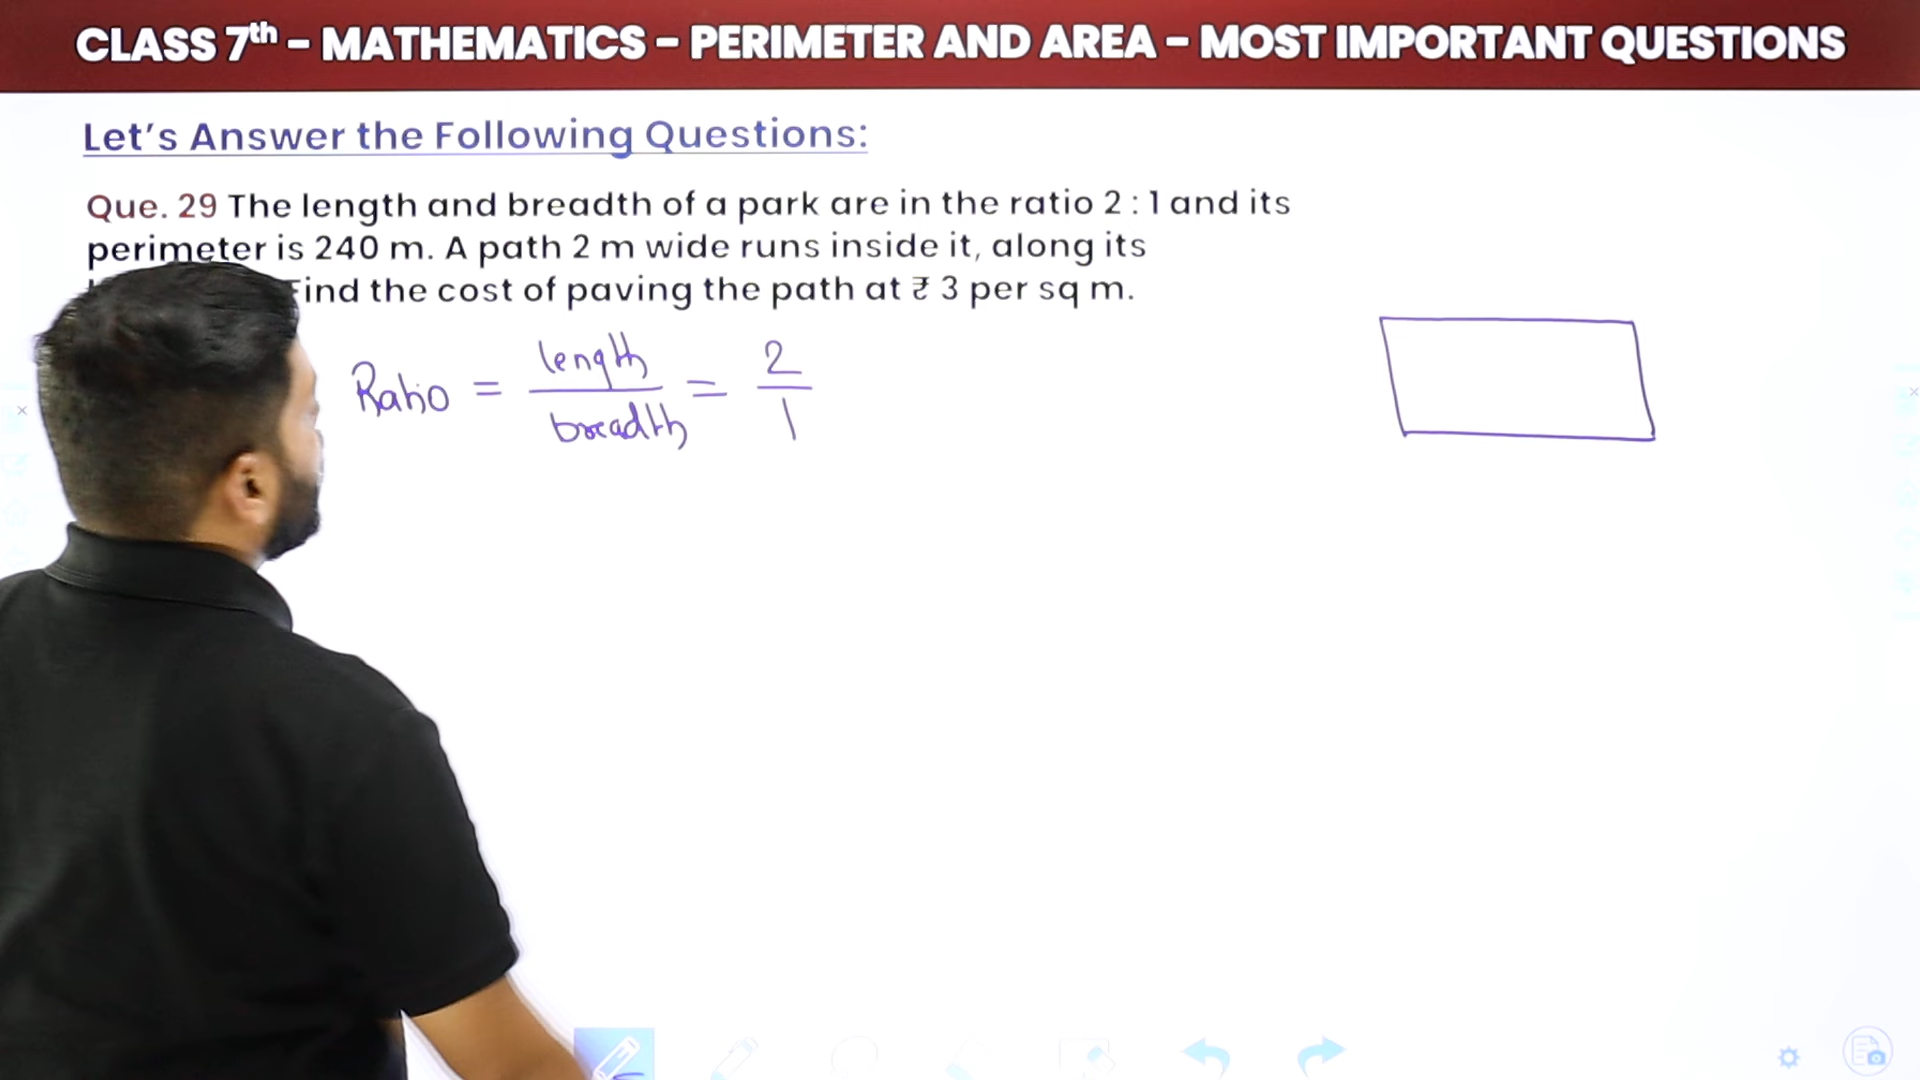 CLASS 7th – MATHEMATICS – PERIMETER AND AREA – MOST IMPORTANT QUESTIONS
Let's Answer the Following Questions:
Que. 29 The length and breadth of a park are in the ratio 2 : 1 and its
perimeter is 240 m. A path 2 m wide runs inside it, along its
Find the cost of paving the path at ₹ 3 per sq m.
Ratio = length / breadth = 2 / 1